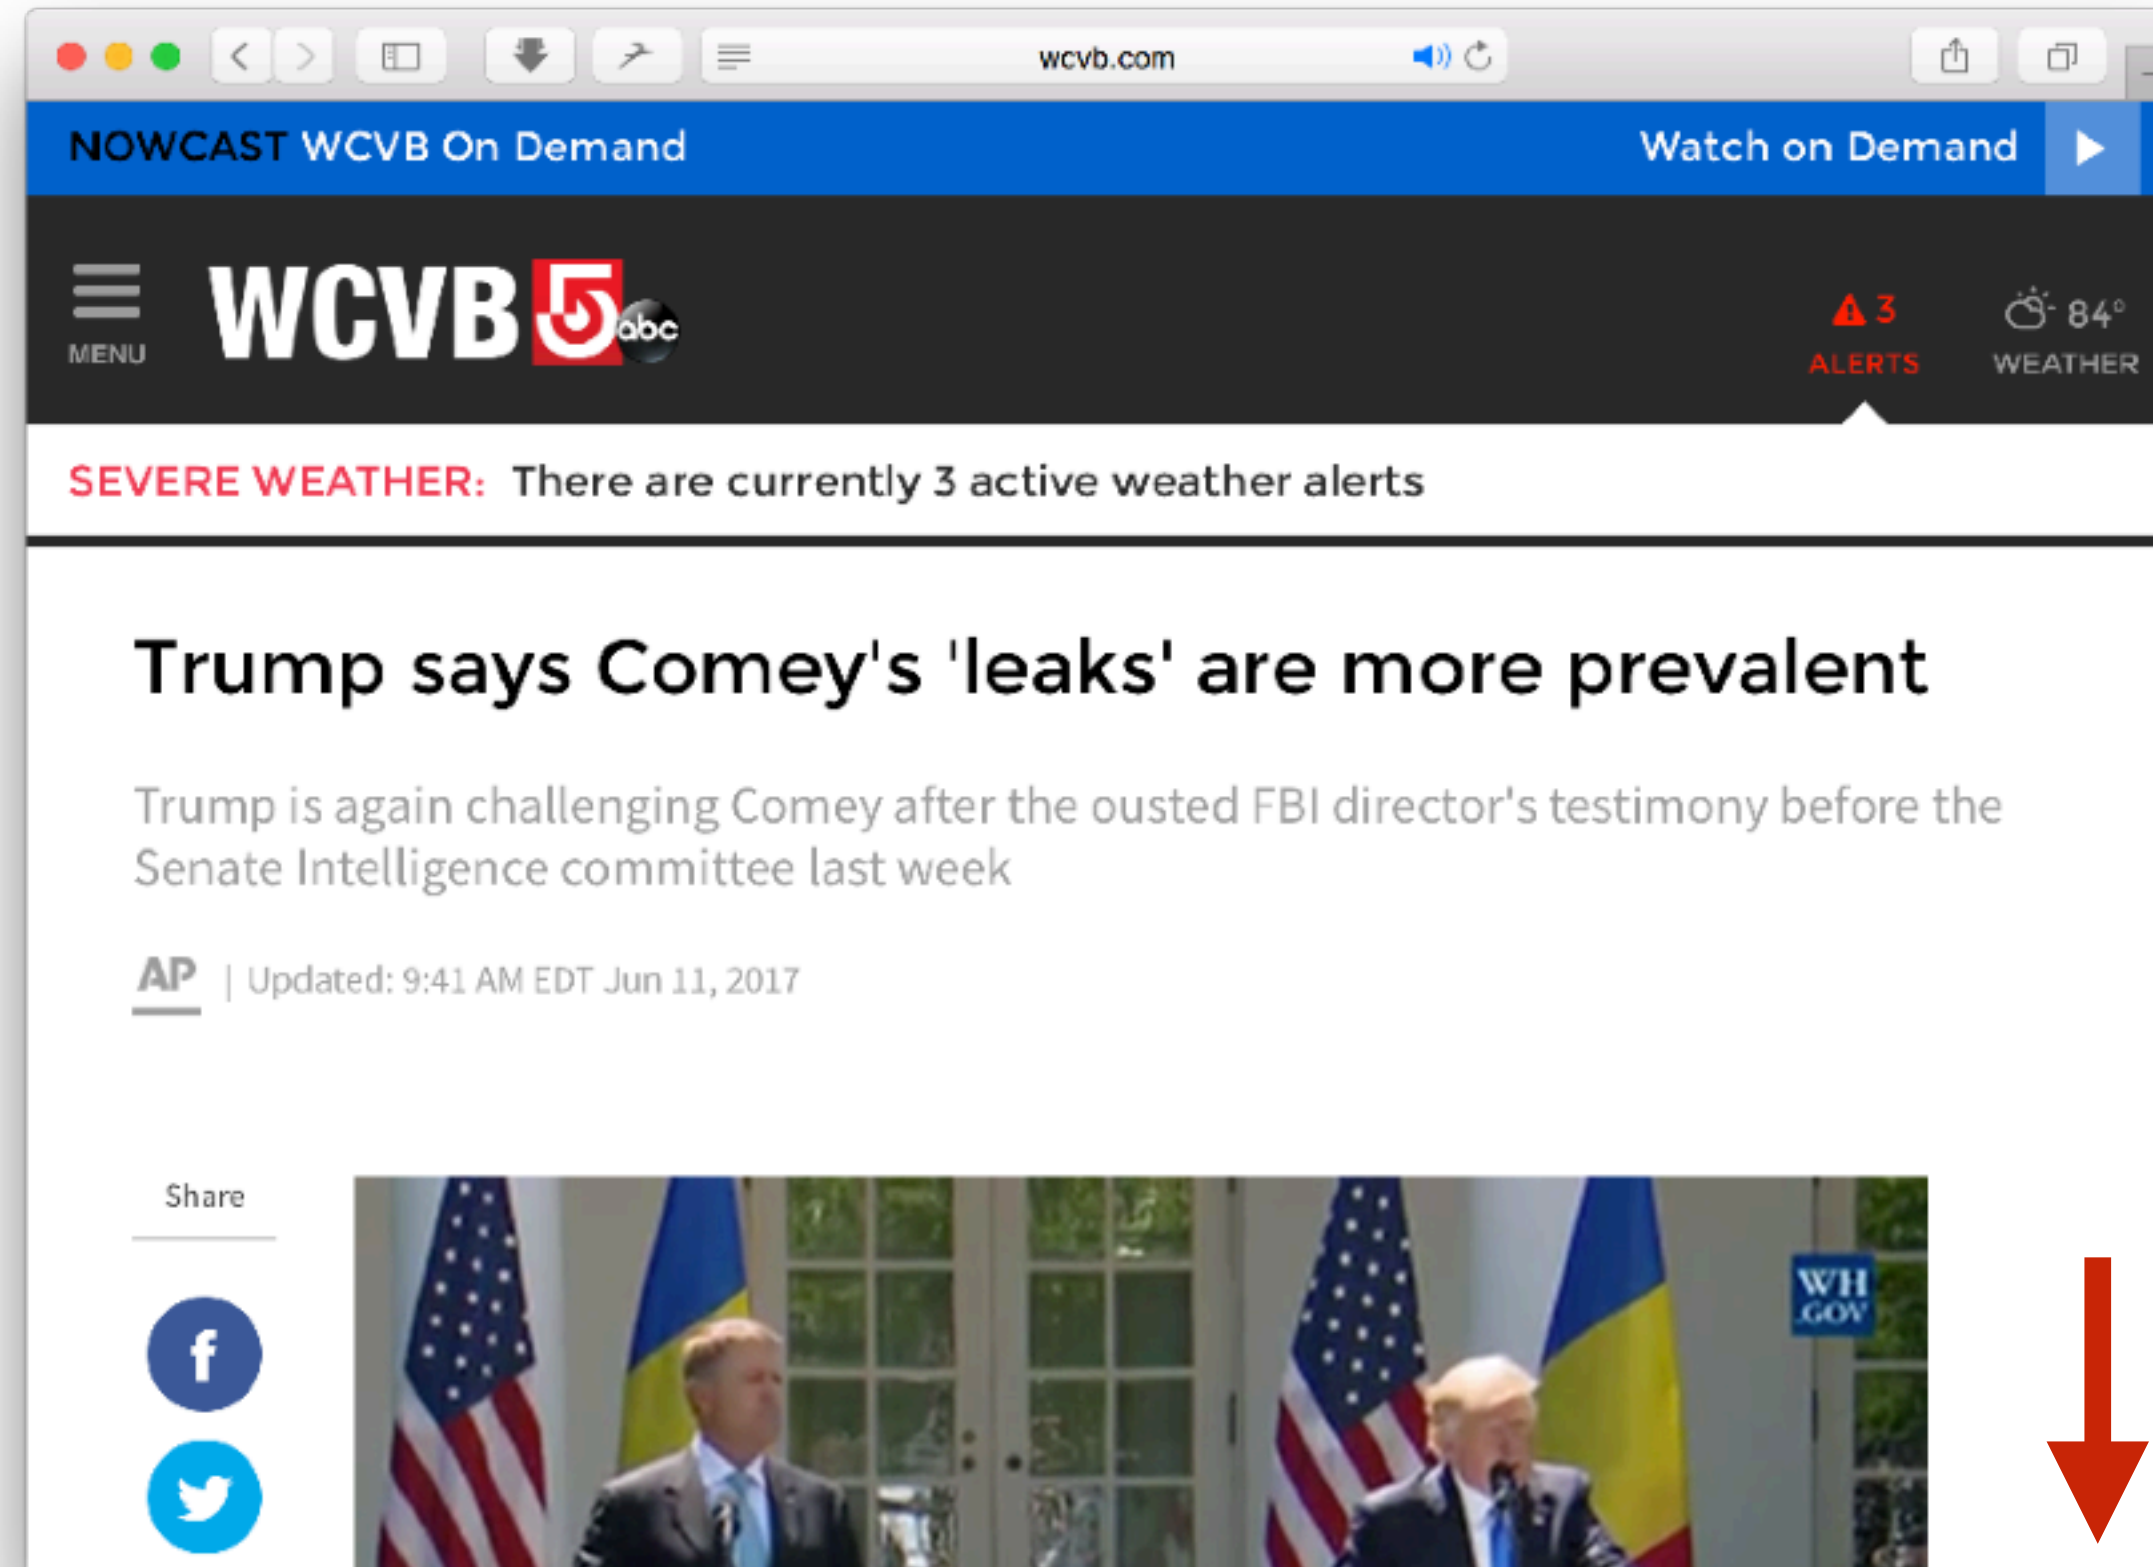 wcvb.com
NOWCAST WCVB On Demand
Watch on Demand
MENU
WCVB 5 abc
3
ALERTS
84°
WEATHER
SEVERE WEATHER: There are currently 3 active weather alerts
Trump says Comey's 'leaks' are more prevalent
Trump is again challenging Comey after the ousted FBI director's testimony before the
Senate Intelligence committee last week
AP | Updated: 9:41 AM EDT Jun 11, 2017
Share
f
WH
.GOV